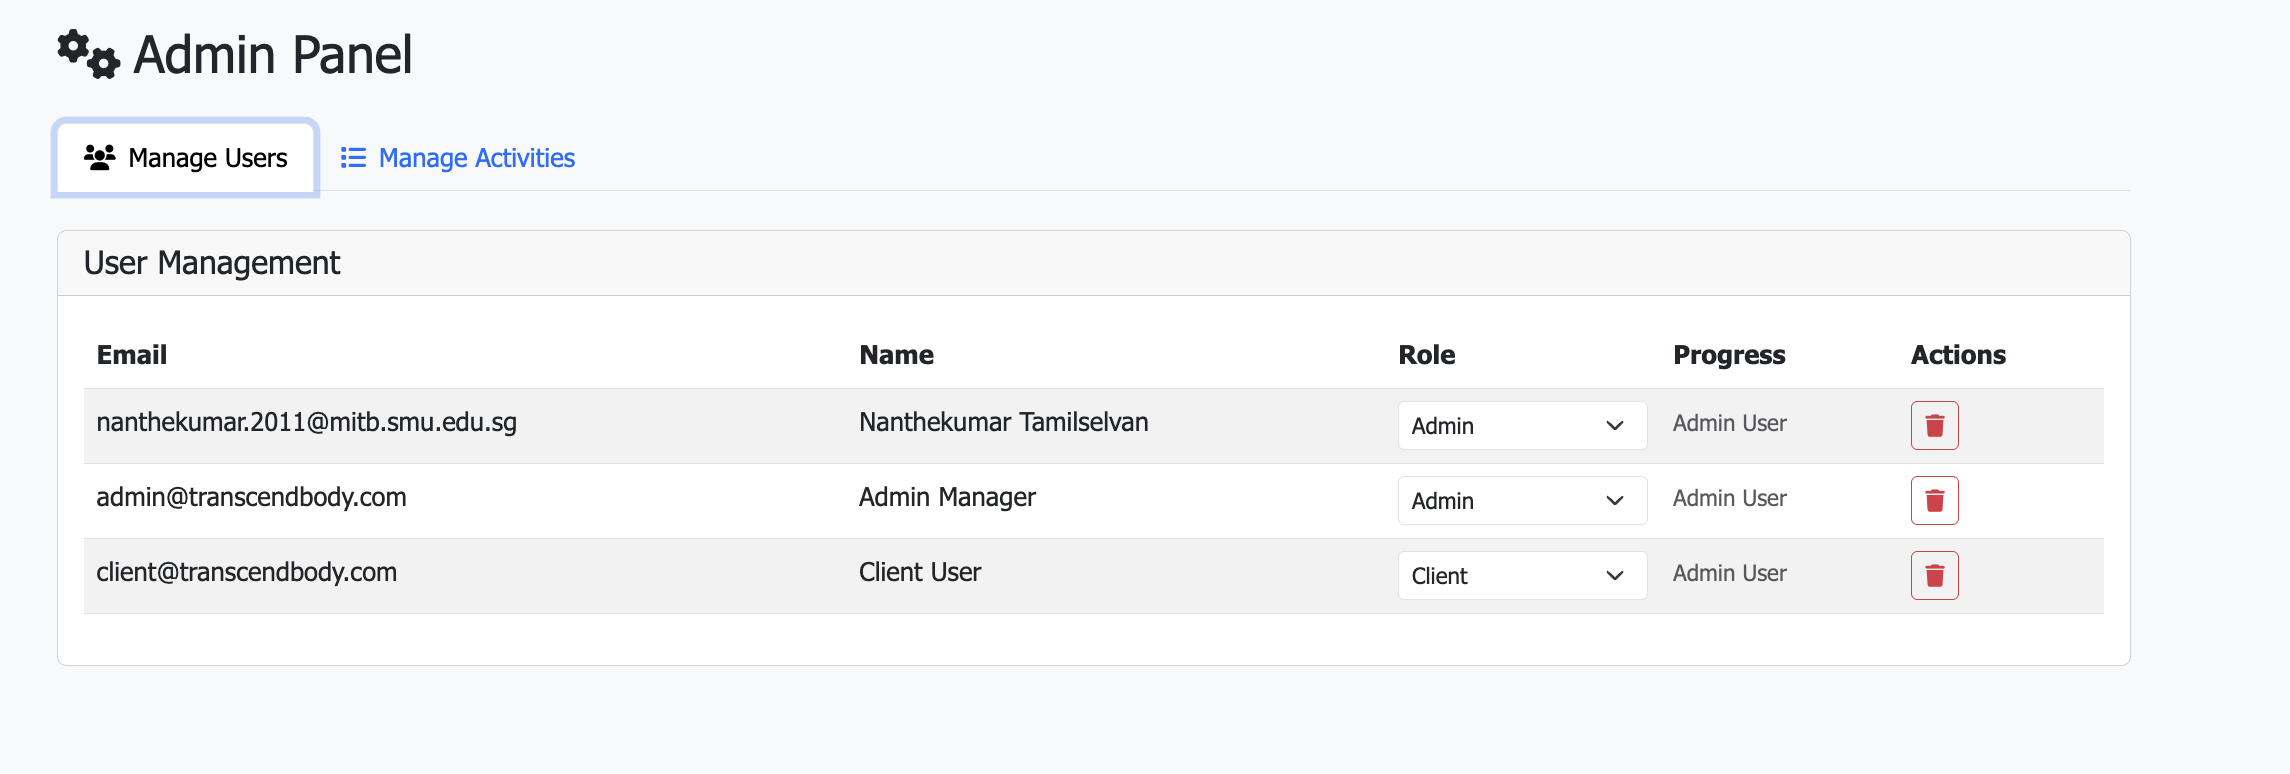 Admin Panel
Manage Users
Manage Activities
User Management
Email Name Role Progress Actions
nanthekumar.2011@mitb.smu.edu.sg Nanthekumar Tamilselvan Admin Admin User
admin@transcendbody.com Admin Manager Admin Admin User
client@transcendbody.com Client User Client Admin User